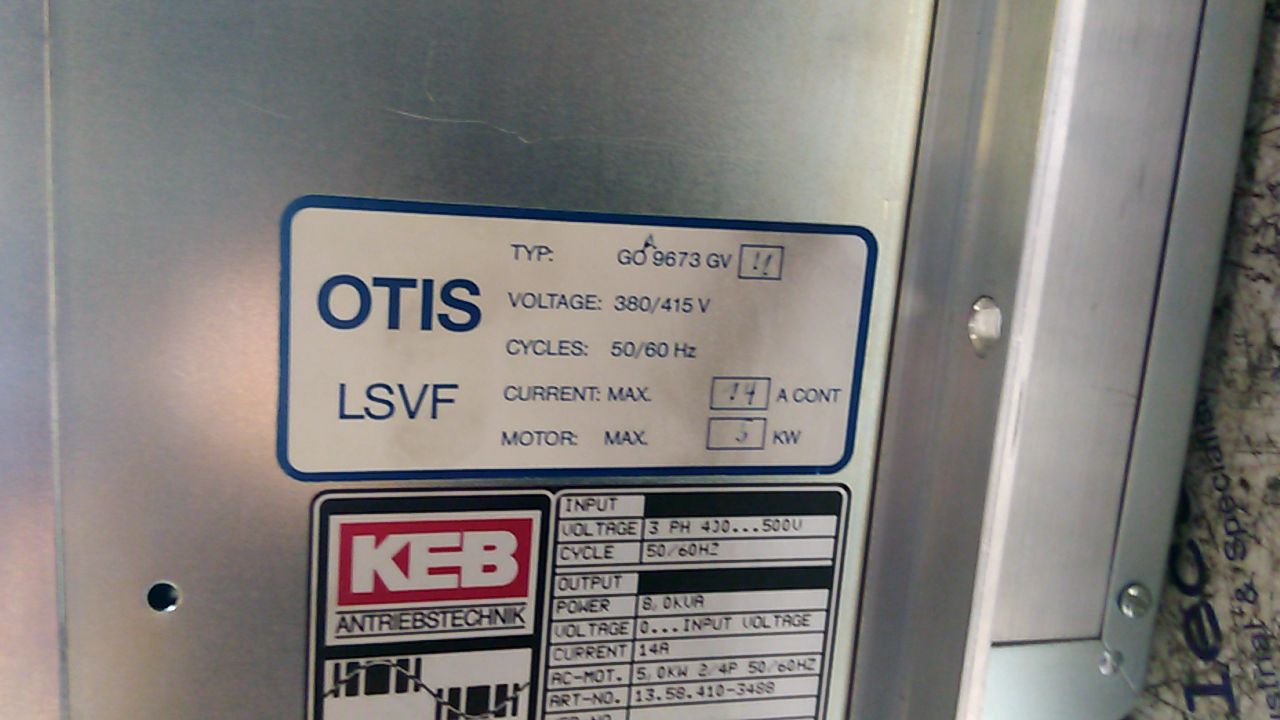 OTIS
LSVF
TYP: GO A 9673 GV 11
VOLTAGE: 380/415 V
CYCLES: 50/60 Hz
CURRENT: MAX. 14 A CONT
MOTOR: MAX. 5 KW
KEB
ANTRIEBSTECHNIK
INPUT
VOLTAGE 3 PH 400...500V
CYCLE 50/60HZ
OUTPUT
POWER 8,0KVA
VOLTAGE 0...INPUT VOLTAGE
CURRENT 14A
AC-MOT. 5,0KW 2/4P 50/60HZ
ART-NO. 13.58.410-3488
& spec.